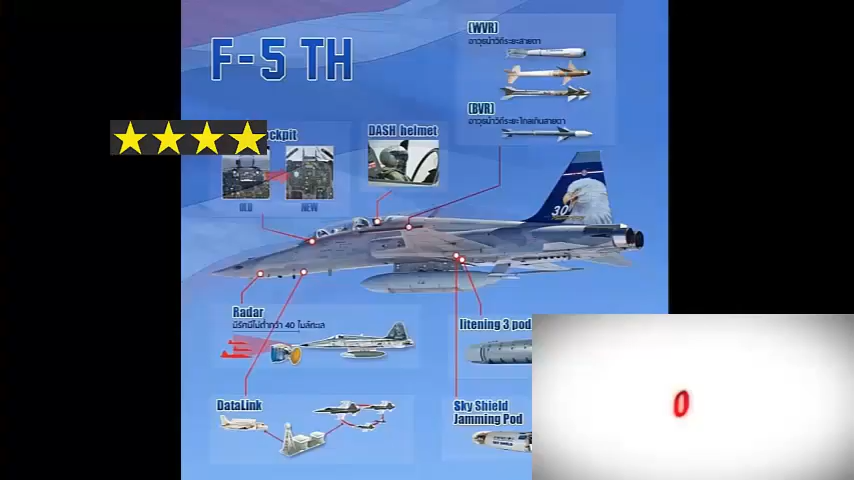 F-5 TH
(WVR)
อาวุธนำวิถีระยะสายตา
(BVR)
อาวุธนำวิถีระยะไกลเกินสายตา
ockpit
OLD
NEW
DASH helmet
30
Radar
มีรัศมีไม่ต่ำกว่า 40 ไมล์ทะเล
litening 3 pod
DataLink
Sky Shield
Jamming Pod
0